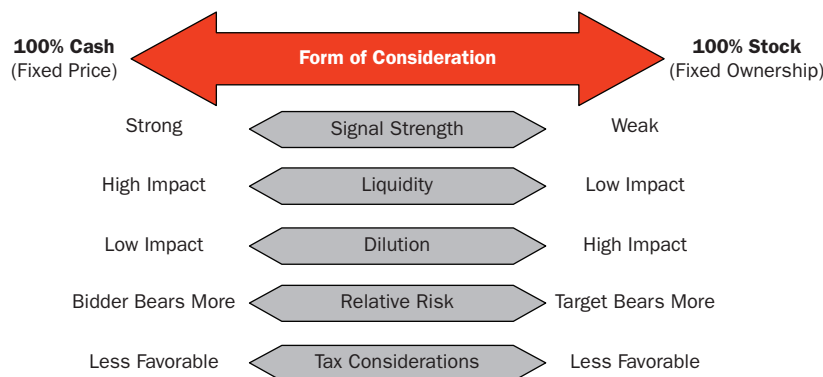 100% Cash
(Fixed Price)
Form of Consideration
100% Stock
(Fixed Ownership)
Strong Signal Strength Weak
High Impact Liquidity Low Impact
Low Impact Dilution High Impact
Bidder Bears More Relative Risk Target Bears More
Less Favorable Tax Considerations Less Favorable